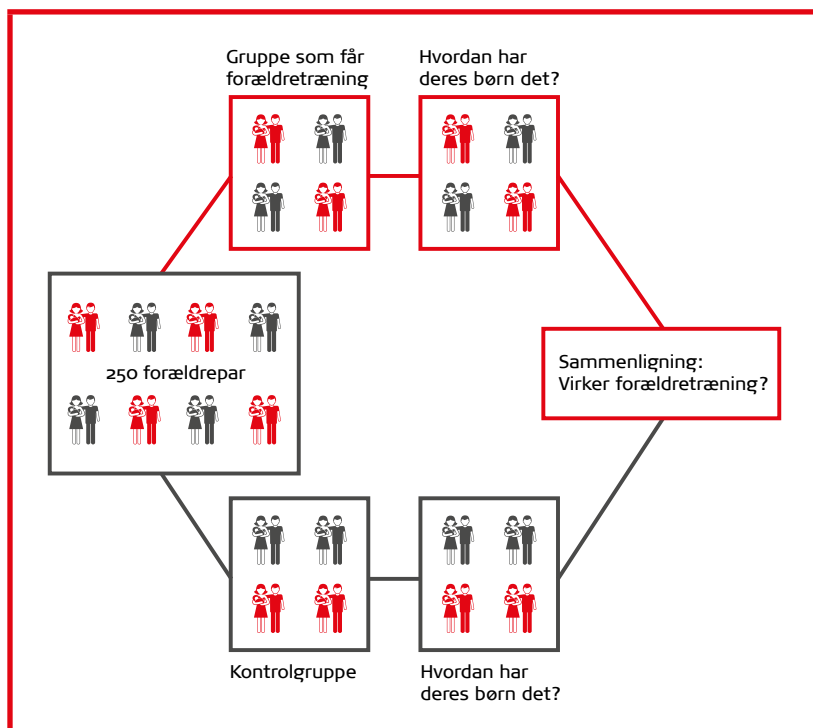 Gruppe som får
forældretræning
Hvordan har
deres børn det?
250 forældrepar
Sammenligning:
Virker forældretræning?
Kontrolgruppe
Hvordan har
deres børn det?